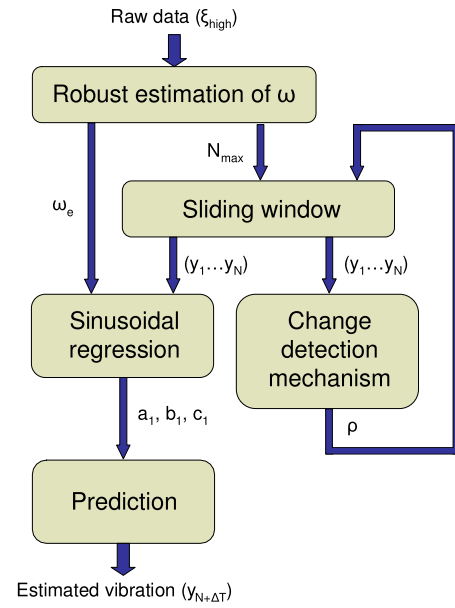 Raw data (ξhigh)
Robust estimation of ω
Nmax
Sliding window
ωe
(y1…yN)
(y1…yN)
Sinusoidal
regression
Change
detection
mechanism
a1, b1, c1
ρ
Prediction
Estimated vibration (yN+ΔT)